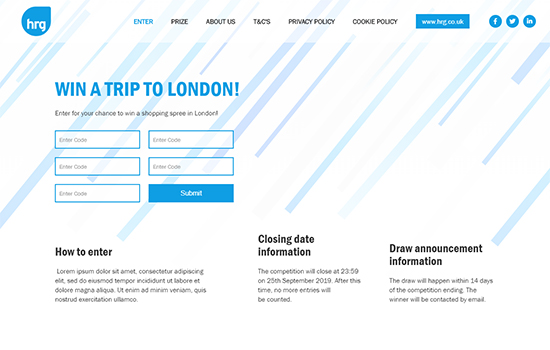 hrg
ENTER PRIZE ABOUT US T&C'S PRIVACY POLICY COOKIE POLICY www.hrg.co.uk
WIN A TRIP TO LONDON!
Enter for your chance to win a shopping spree in London!
Enter Code Enter Code
Enter Code Enter Code
Enter Code Submit
How to enter
Lorem ipsum dolor sit amet, consectetur adipiscing
elit, sed do eiusmod tempor incididunt ut labore et
dolore magna aliqua. Ut enim ad minim veniam, quis
nostrud exercitation ullamco.
Closing date
information
The competition will close at 23:59
on 25th September 2019. After this
time, no more entries will
be counted.
Draw announcement
information
The draw will happen within 14 days
of the competition ending. The
winner will be contacted by email.